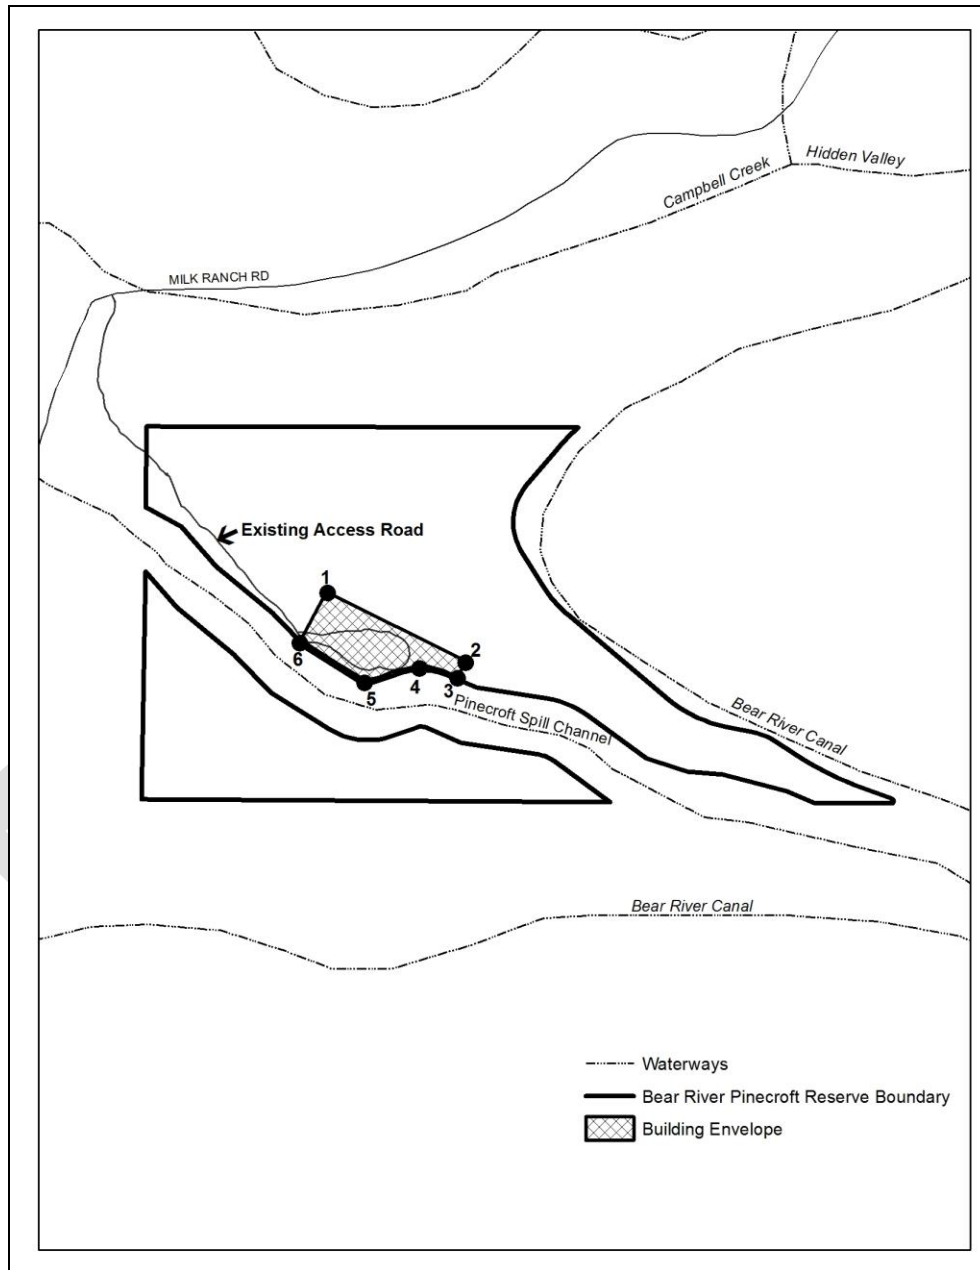 Hidden Valley
Campbell Creek
MILK RANCH RD
Existing Access Road
1
2
6
4
3
5
Pinecroft Spill Channel
Bear River Canal
Bear River Canal
Waterways
Bear River Pinecroft Reserve Boundary
Building Envelope